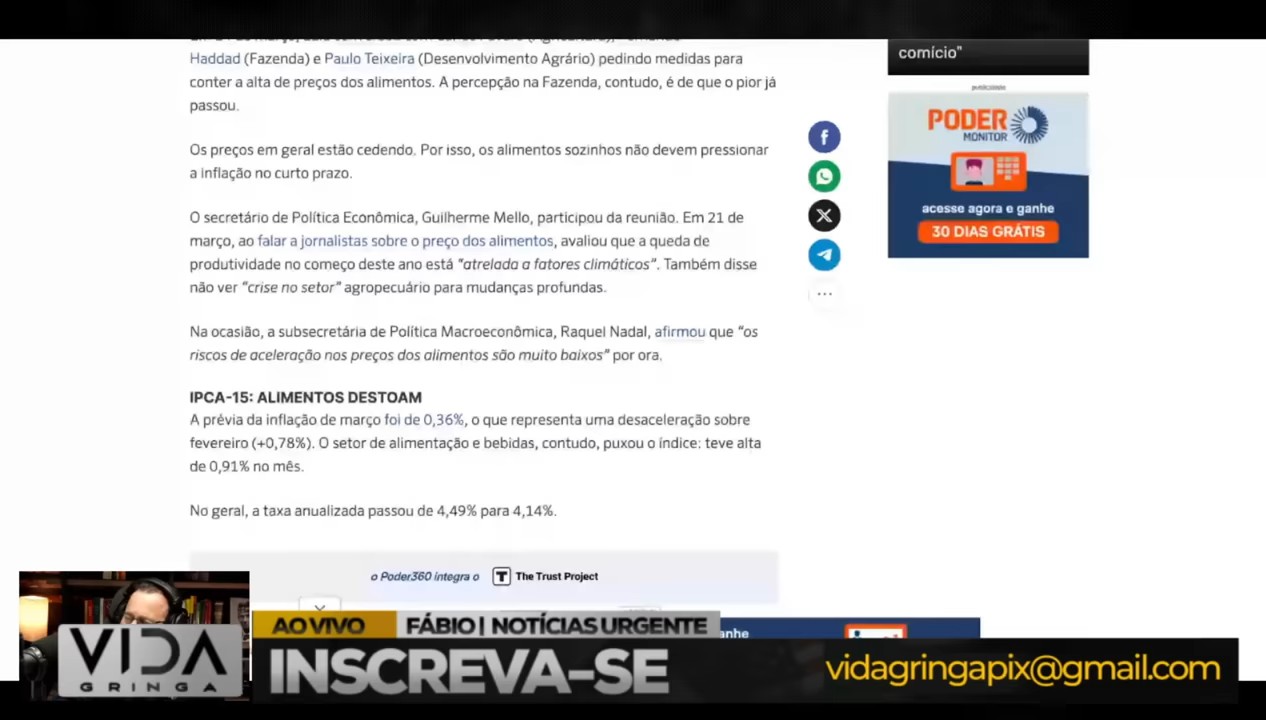 comício"
Haddad (Fazenda) e Paulo Teixeira (Desenvolvimento Agrário) pedindo medidas para
conter a alta de preços dos alimentos. A percepção na Fazenda, contudo, é de que o pior já
passou.
Os preços em geral estão cedendo. Por isso, os alimentos sozinhos não devem pressionar
a inflação no curto prazo.
O secretário de Política Econômica, Guilherme Mello, participou da reunião. Em 21 de
março, ao falar a jornalistas sobre o preço dos alimentos, avaliou que a queda de
produtividade no começo deste ano está "atrelada a fatores climáticos". Também disse
não ver "crise no setor" agropecuário para mudanças profundas.
Na ocasião, a subsecretária de Política Macroeconômica, Raquel Nadal, afirmou que "os
riscos de aceleração nos preços dos alimentos são muito baixos" por ora.
IPCA-15: ALIMENTOS DESTOAM
A prévia da inflação de março foi de 0,36%, o que representa uma desaceleração sobre
fevereiro (+0,78%). O setor de alimentação e bebidas, contudo, puxou o índice: teve alta
de 0,91% no mês.
No geral, a taxa anualizada passou de 4,49% para 4,14%.
o Poder360 integra o T The Trust Project
publicidade
PODER
MONITOR
acesse agora e ganhe
30 DIAS GRÁTIS
AO VIVO FÁBIO | NOTÍCIAS URGENTE
VIDA
GRINGA
INSCREVA-SE
vidagringapix@gmail.com